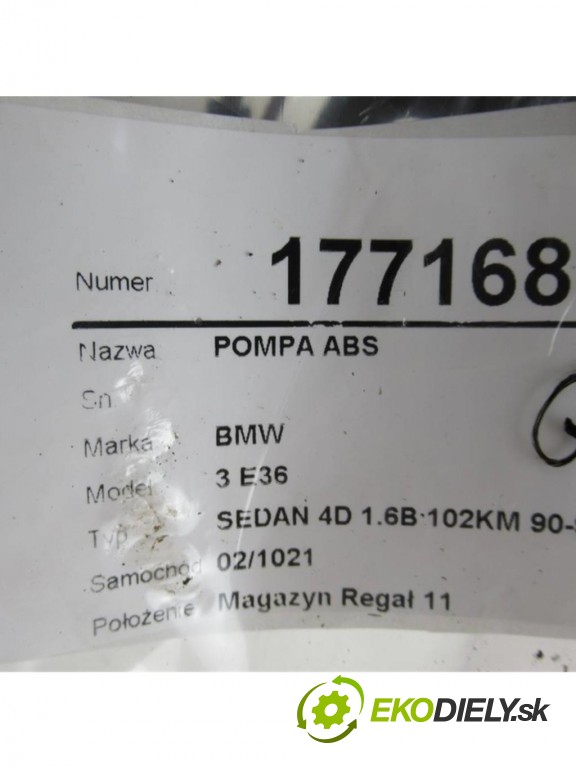 Numer 177168
Nazwa POMPA ABS
Sn
Marka BMW
Model 3 E36
Typ SEDAN 4D 1.6B 102KM 90-
Samochód 02/1021
Położenie Magazyn Regał 11
EKODIELY.sk